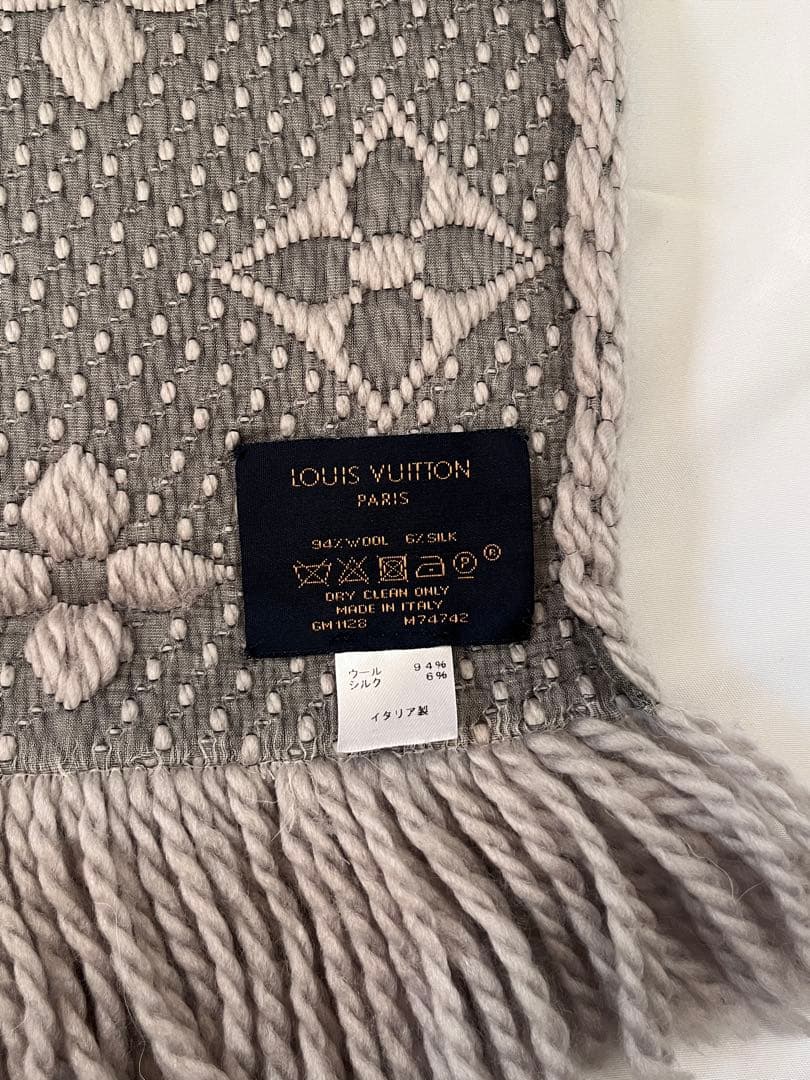 LOUIS VUITTON
PARIS
94% WOOL 6% SILK
P ®
DRY CLEAN ONLY
MADE IN ITALY
GM1128 M74742
ウール 94%
シルク 6%
イタリア製